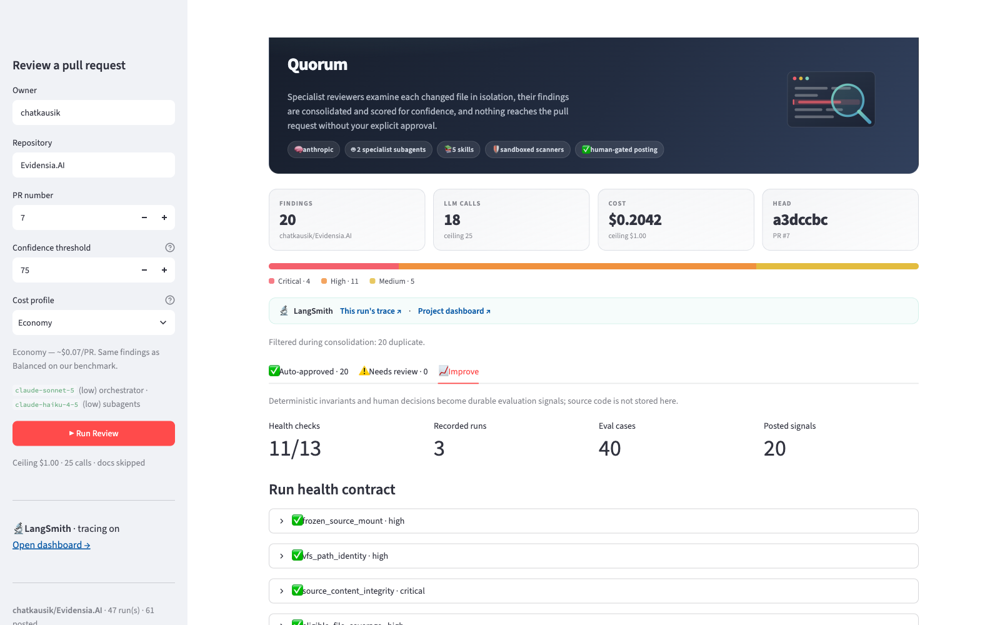 Review a pull request
Owner
chatkausik
Repository
Evidensia.AI
PR number
7
Confidence threshold
75
Cost profile
Economy
Economy — ~$0.07/PR. Same findings as
Balanced on our benchmark.
claude-sonnet-5 (low) orchestrator ·
claude-haiku-4-5 (low) subagents
▶ Run Review
Ceiling $1.00 · 25 calls · docs skipped
🔬LangSmith · tracing on
Open dashboard →
chatkausik/Evidensia.AI · 47 run(s) · 61
posted
Quorum
Specialist reviewers examine each changed file in isolation, their findings
are consolidated and scored for confidence, and nothing reaches the pull
request without your explicit approval.
anthropic
2 specialist subagents
5 skills
sandboxed scanners
human-gated posting
FINDINGS
20
chatkausik/Evidensia.AI
LLM CALLS
18
ceiling 25
COST
$0.2042
ceiling $1.00
HEAD
a3dccbc
PR #7
Critical · 4 High · 11 Medium · 5
LangSmith This run's trace ↗ · Project dashboard ↗
Filtered during consolidation: 20 duplicate.
✅Auto-approved · 20 ⚠️Needs review · 0 📈Improve
Deterministic invariants and human decisions become durable evaluation signals; source code is not stored here.
Health checks
11/13
Recorded runs
3
Eval cases
40
Posted signals
20
Run health contract
✅frozen_source_mount · high
✅vfs_path_identity · high
✅source_content_integrity · critical
✅eligible_file_coverage · high